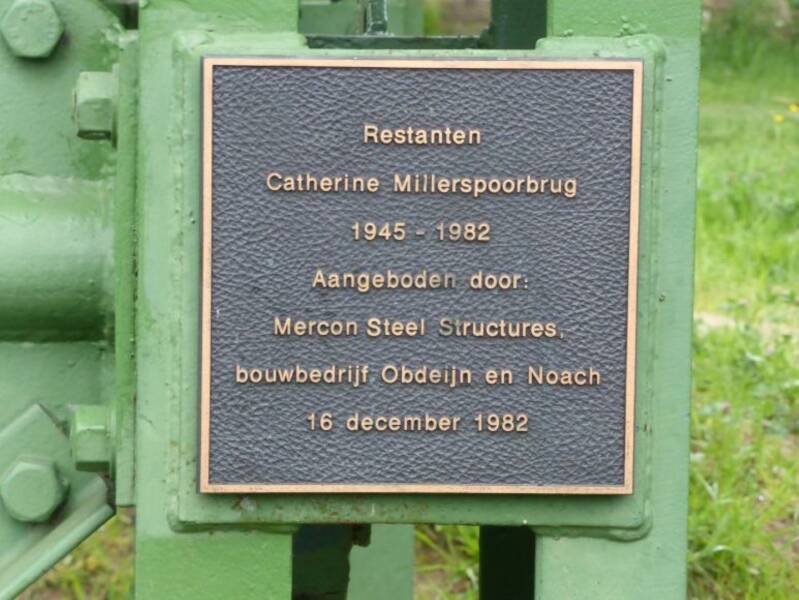 Restanten
Catherine Millerspoorbrug
1945 - 1982
Aangeboden door:
Mercon Steel Structures,
bouwbedrijf Obdeijn en Noach
16 december 1982